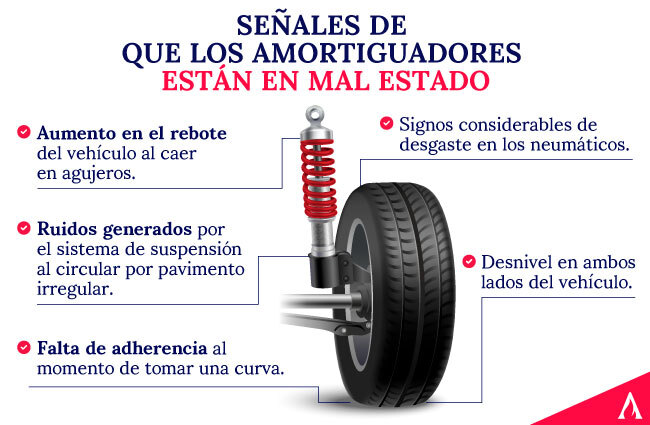 SEÑALES DE
QUE LOS AMORTIGUADORES
ESTÁN EN MAL ESTADO
Aumento en el rebote
del vehículo al caer
en agujeros.
Ruidos generados por
el sistema de suspensión
al circular por pavimento
irregular.
Falta de adherencia al
momento de tomar una curva.
Signos considerables de
desgaste en los neumáticos.
Desnivel en ambos
lados del vehículo.